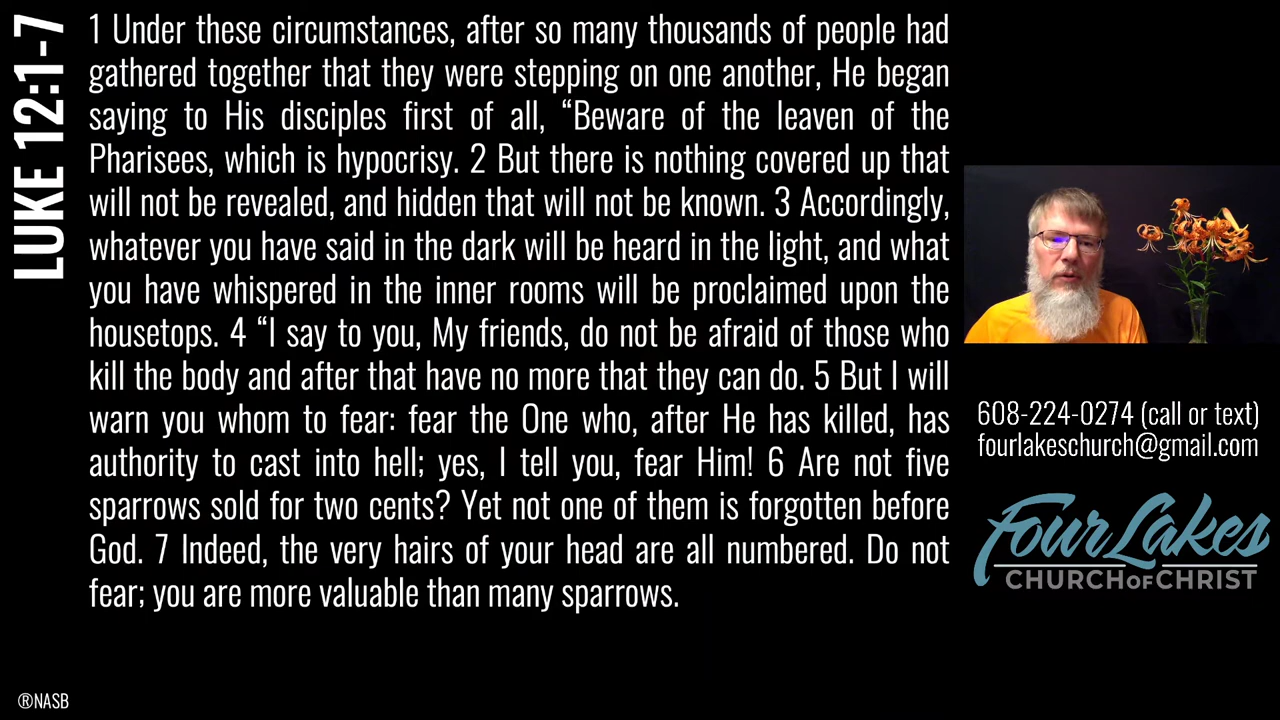 LUKE 12:1-7
1 Under these circumstances, after so many thousands of people had
gathered together that they were stepping on one another, He began
saying to His disciples first of all, “Beware of the leaven of the
Pharisees, which is hypocrisy. 2 But there is nothing covered up that
will not be revealed, and hidden that will not be known. 3 Accordingly,
whatever you have said in the dark will be heard in the light, and what
you have whispered in the inner rooms will be proclaimed upon the
housetops. 4 “I say to you, My friends, do not be afraid of those who
kill the body and after that have no more that they can do. 5 But I will
warn you whom to fear: fear the One who, after He has killed, has
authority to cast into hell; yes, I tell you, fear Him! 6 Are not five
sparrows sold for two cents? Yet not one of them is forgotten before
God. 7 Indeed, the very hairs of your head are all numbered. Do not
fear; you are more valuable than many sparrows.
608-224-0274 (call or text)
fourlakeschurch@gmail.com
Four Lakes
CHURCH OF CHRIST
®NASB